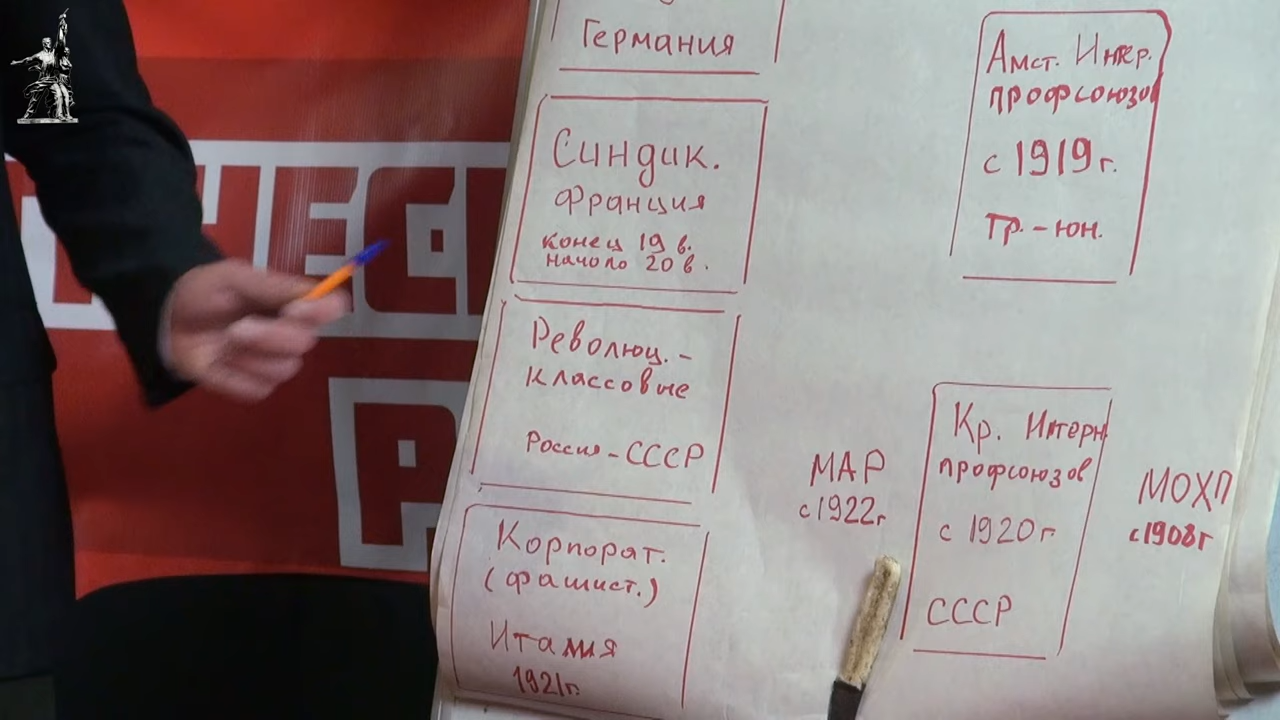 Германия
Синдик.
Франция
конец 19 в.
начало 20 в.
Революц.-
классовые
Россия - СССР
Корпорат.
(фашист.)
Италия
1921г.
Амст. Интер.
профсоюзов
с 1919 г.
Тр.-юн.
МАР
с 1922г
Кр. Интерн
профсоюзов
с 1920 г
СССР
МОХП
с 1908г